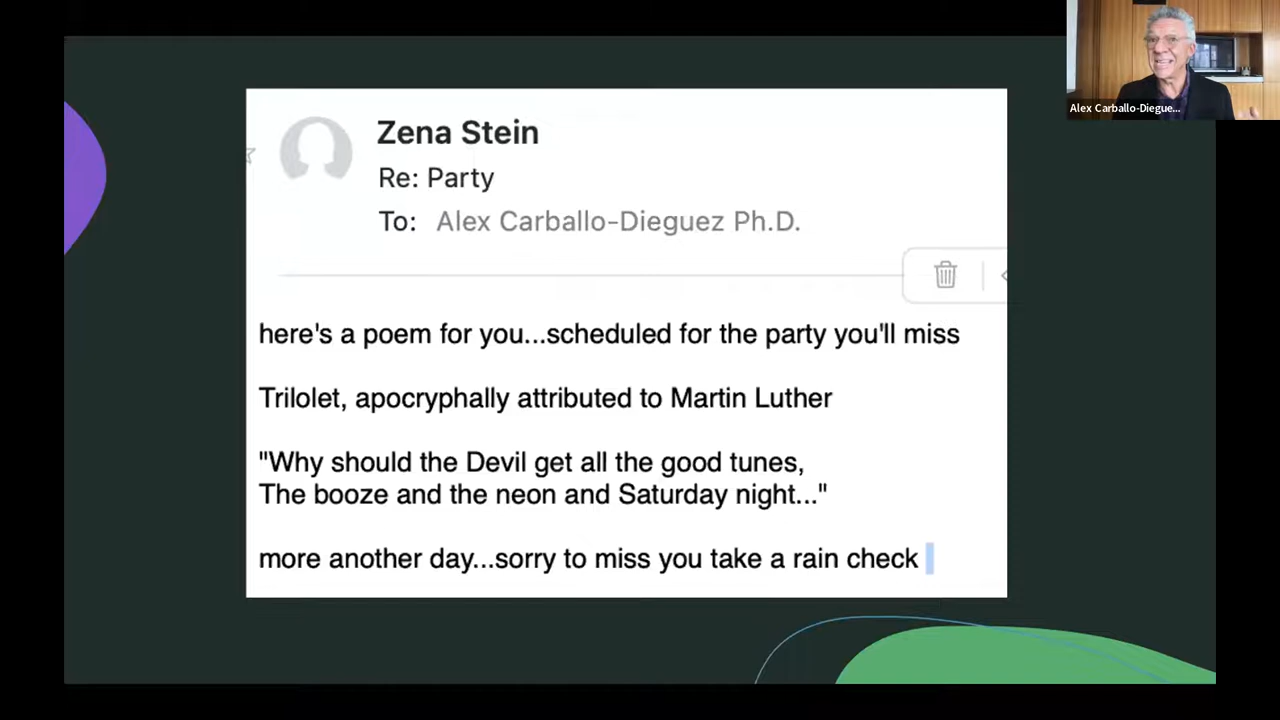 Alex Carballo-Diegue...
Zena Stein
Re: Party
To: Alex Carballo-Dieguez Ph.D.
here's a poem for you...scheduled for the party you'll miss
Trilolet, apocryphally attributed to Martin Luther
"Why should the Devil get all the good tunes,
The booze and the neon and Saturday night..."
more another day...sorry to miss you take a rain check